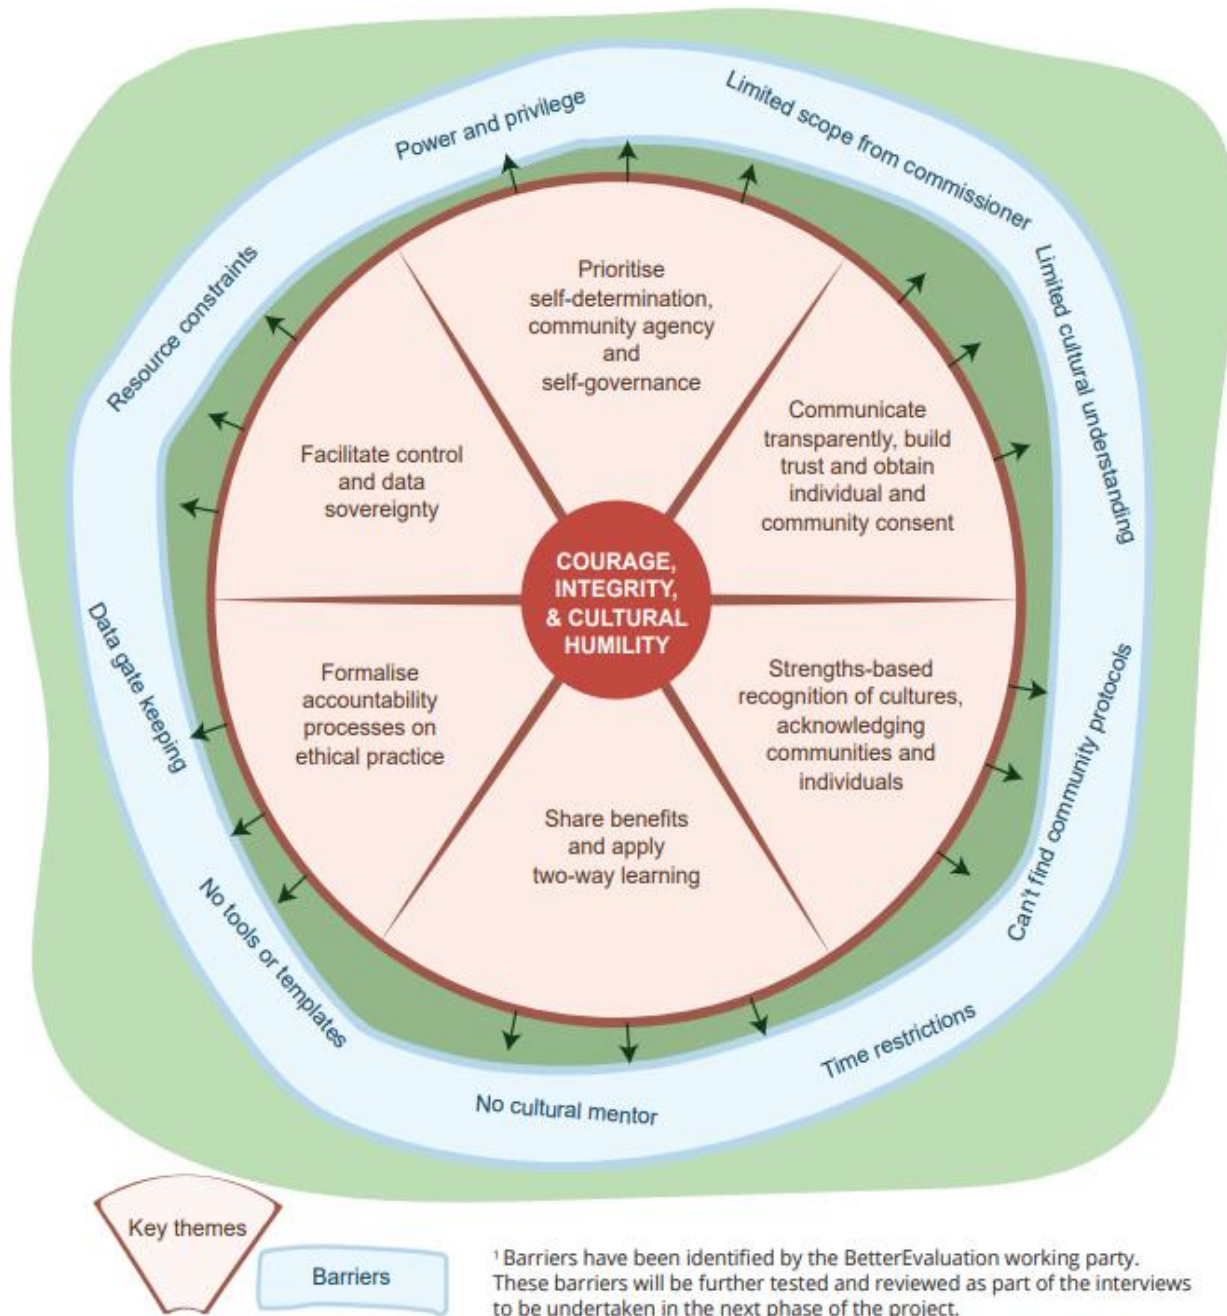 Power and privilege
Limited scope from commissioner
Limited cultural understanding
Can't find community protocols
Time restrictions
No cultural mentor
No tools or templates
Data gate keeping
Resource constraints
Prioritise
self-determination,
community agency
and
self-governance
Communicate
transparently, build
trust and obtain
individual and
community consent
Strengths-based
recognition of cultures,
acknowledging
communities and
individuals
Share benefits
and apply
two-way learning
Formalise
accountability
processes on
ethical practice
Facilitate control
and data
sovereignty
COURAGE,
INTEGRITY,
& CULTURAL
HUMILITY
Key themes
Barriers
¹ Barriers have been identified by the BetterEvaluation working party.
These barriers will be further tested and reviewed as part of the interviews
to be undertaken in the next phase of the project.